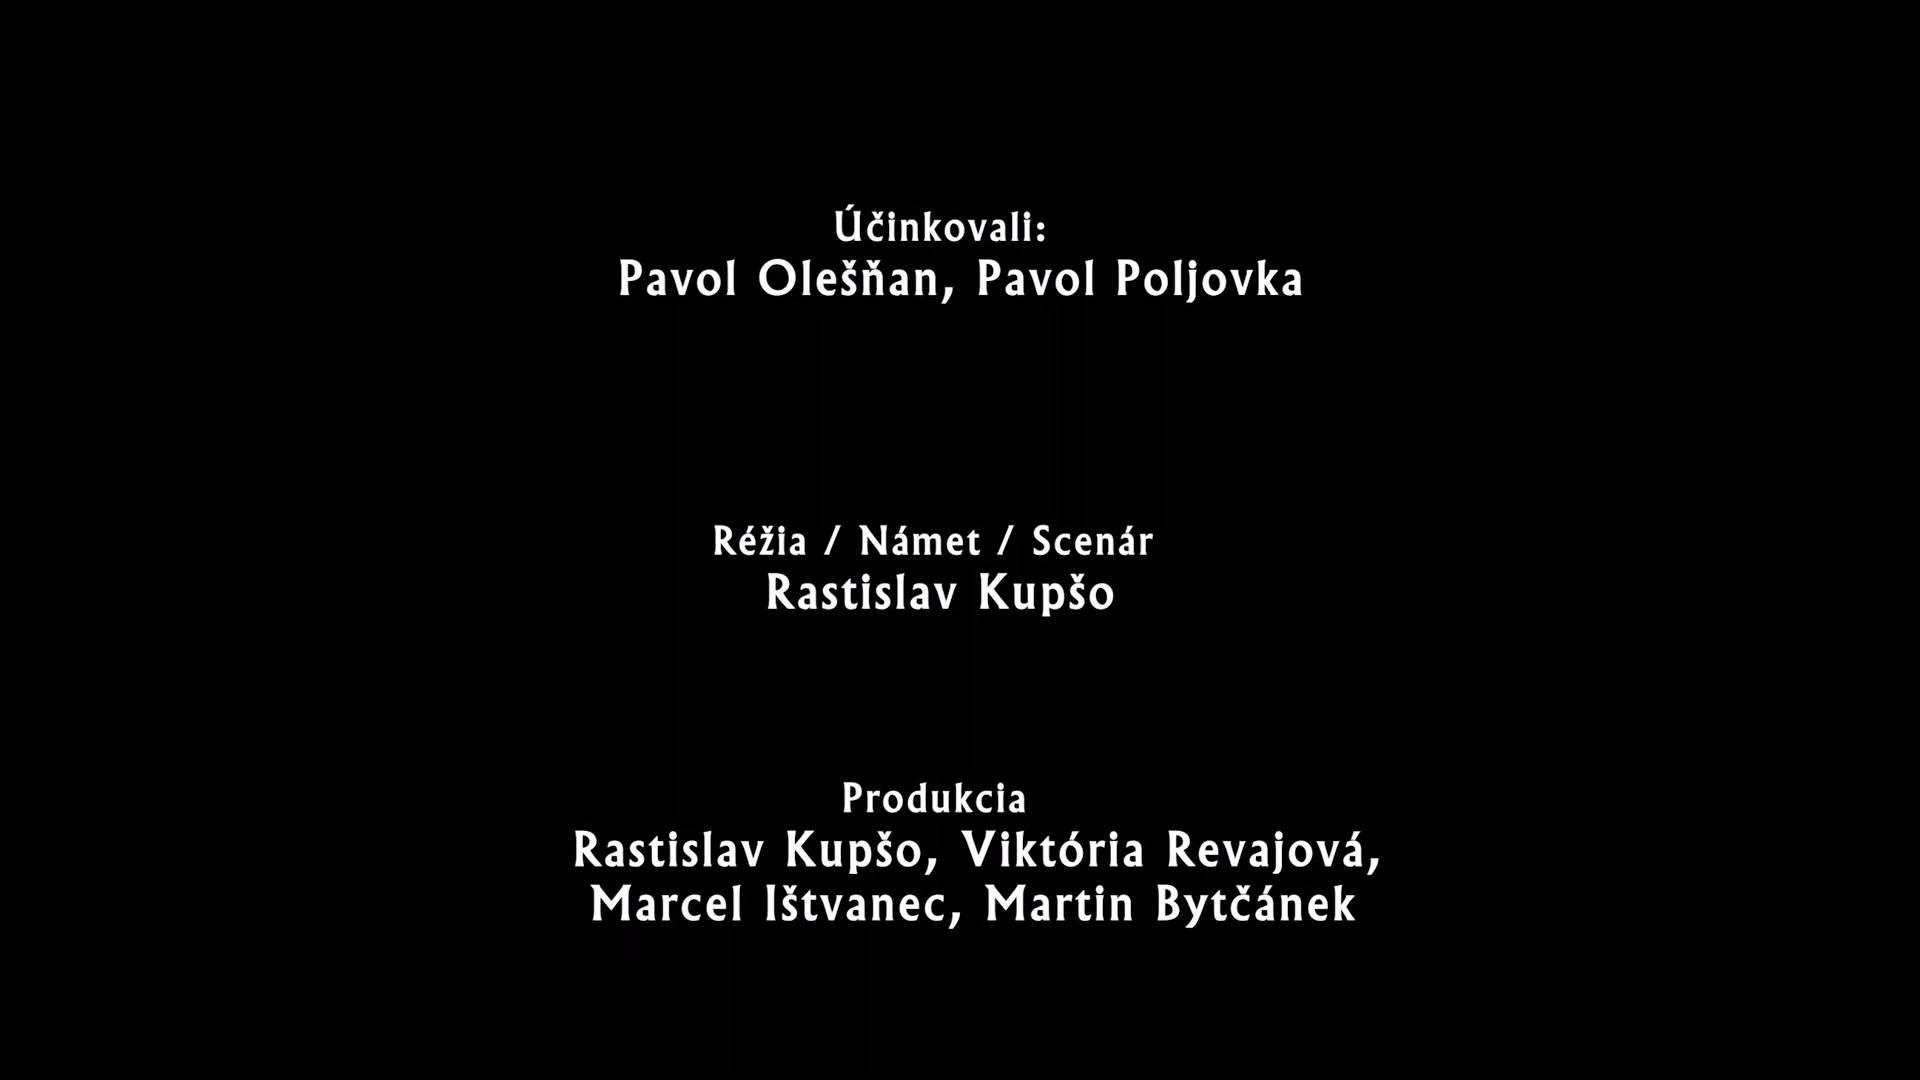 Účinkovali:
Pavol Olešňan, Pavol Poljovka
Réžia / Námet / Scenár
Rastislav Kupšo
Produkcia
Rastislav Kupšo, Viktória Revajová,
Marcel Ištvanec, Martin Bytčánek